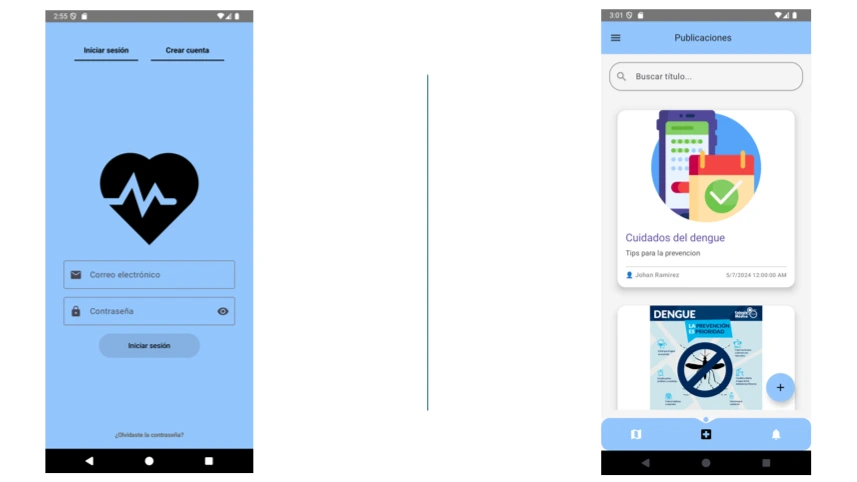 2:55
Iniciar sesión Crear cuenta
Correo electrónico
Contraseña
Iniciar sesión
¿Olvidaste la contraseña?
3:01
Publicaciones
Buscar título...
Cuidados del dengue
Tips para la prevencion
Johan Ramirez 5/7/2024 12:00:00 AM
DENGUE
LA PREVENCIÓN
ES PRIORIDAD